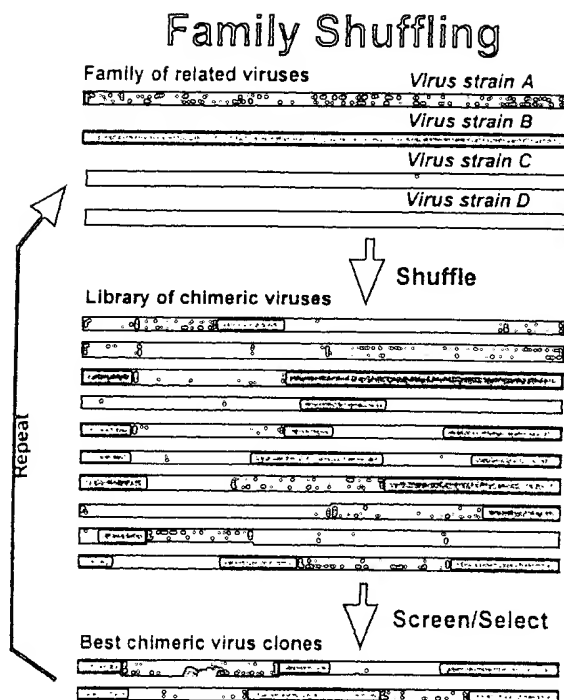 Family Shuffling
Family of related viruses
Virus strain A
Virus strain B
Virus strain C
Virus strain D
Shuffle
Library of chimeric viruses
Repeat
Screen/Select
Best chimeric virus clones